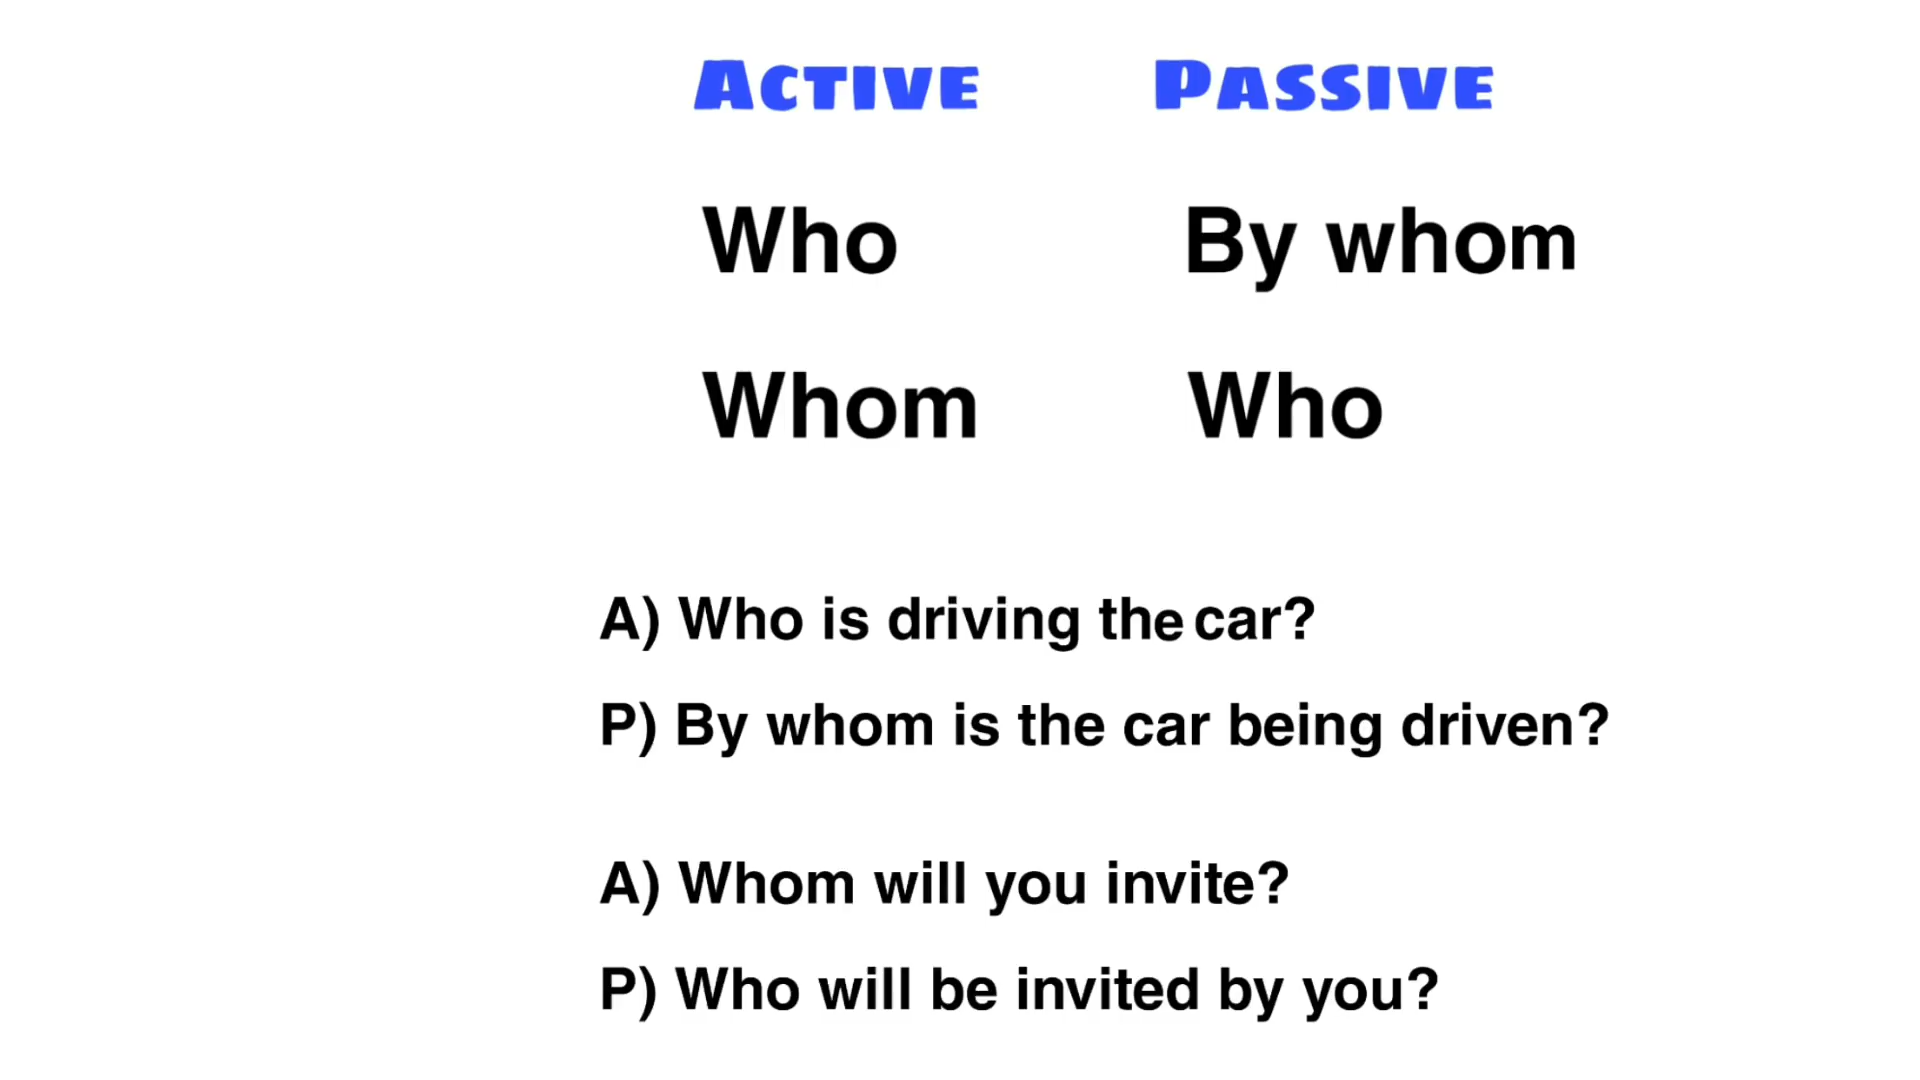 ACTIVE PASSIVE
Who By whom
Whom Who
A) Who is driving the car?
P) By whom is the car being driven?
A) Whom will you invite?
P) Who will be invited by you?